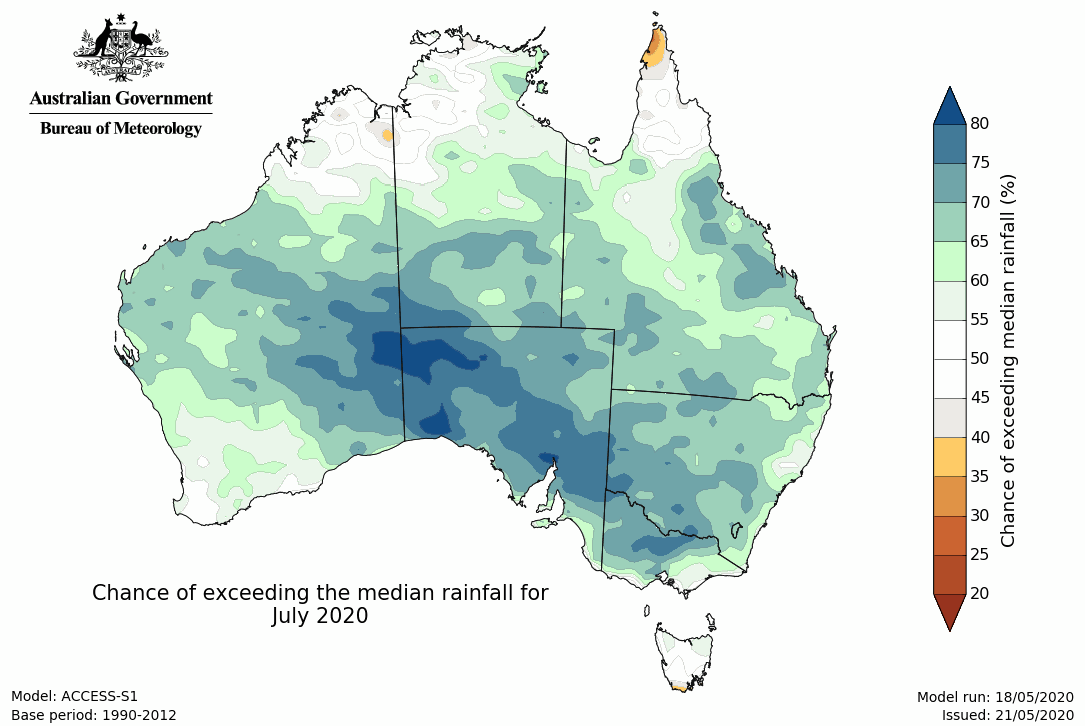 Australian Government
Bureau of Meteorology
80
75
70
65
60
55
50
45
40
35
30
25
20
Chance of exceeding median rainfall (%)
Chance of exceeding the median rainfall for
July 2020
Model: ACCESS-S1
Base period: 1990-2012
Model run: 18/05/2020
Issued: 21/05/2020